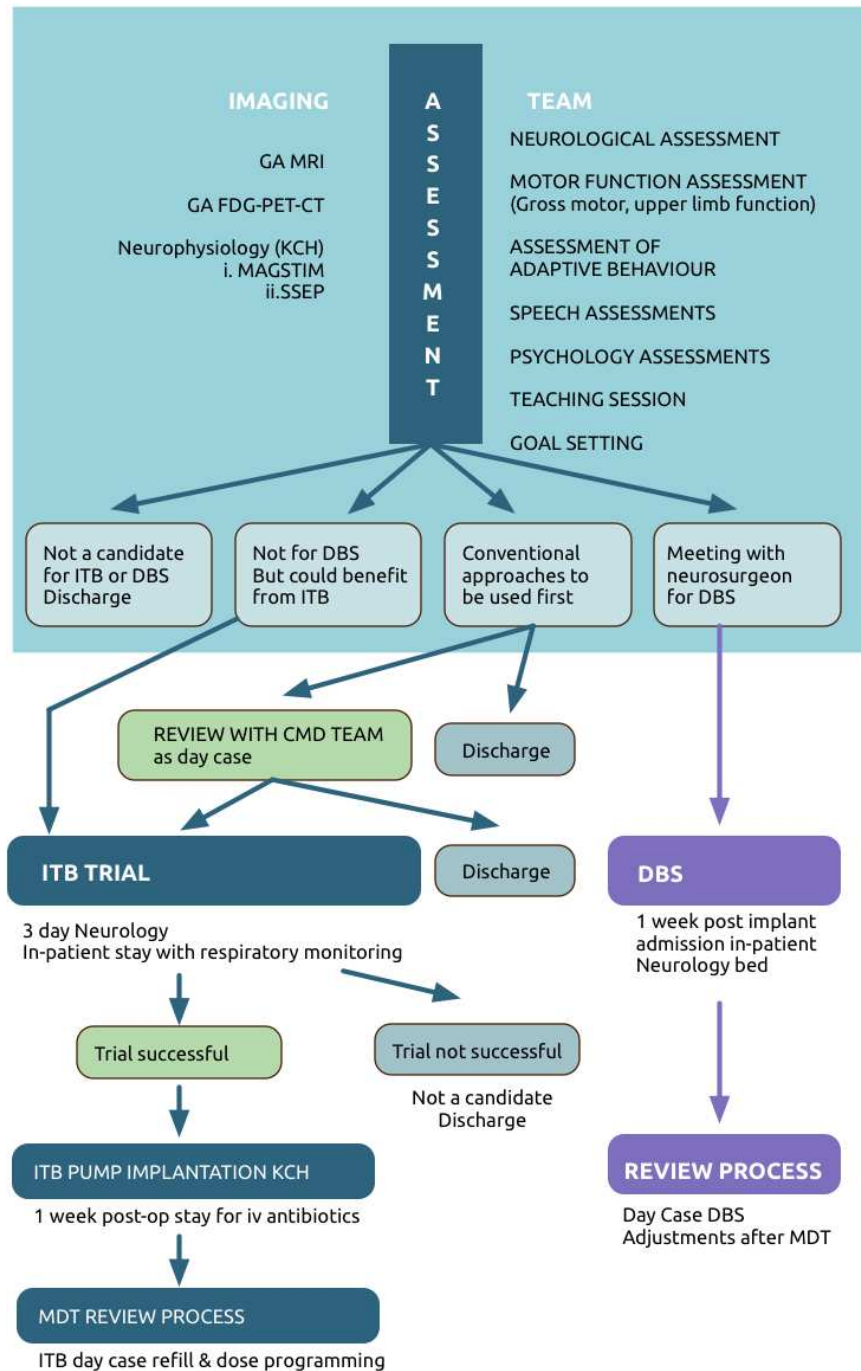 IMAGING
GA MRI
GA FDG-PET-CT
Neurophysiology (KCH)
i. MAGSTIM
ii.SSEP
ASSESSMENT
TEAM
NEUROLOGICAL ASSESSMENT
MOTOR FUNCTION ASSESSMENT
(Gross motor, upper limb function)
ASSESSMENT OF
ADAPTIVE BEHAVIOUR
SPEECH ASSESSMENTS
PSYCHOLOGY ASSESSMENTS
TEACHING SESSION
GOAL SETTING
Not a candidate
for ITB or DBS
Discharge
Not for DBS
But could benefit
from ITB
Conventional
approaches to
be used first
Meeting with
neurosurgeon
for DBS
REVIEW WITH CMD TEAM
as day case
Discharge
ITB TRIAL
Discharge
DBS
3 day Neurology
In-patient stay with respiratory monitoring
1 week post implant
admission in-patient
Neurology bed
Trial successful
Trial not successful
Not a candidate
Discharge
ITB PUMP IMPLANTATION KCH
1 week post-op stay for iv antibiotics
REVIEW PROCESS
Day Case DBS
Adjustments after MDT
MDT REVIEW PROCESS
ITB day case refill & dose programming